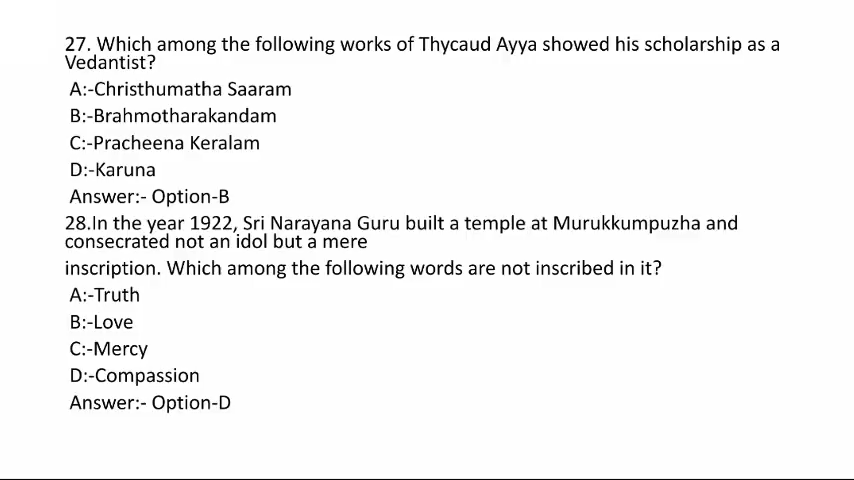 27. Which among the following works of Thycaud Ayya showed his scholarship as a
Vedantist?
A:-Christhumatha Saaram
B:-Brahmotharakandam
C:-Pracheena Keralam
D:-Karuna
Answer:- Option-B
28.In the year 1922, Sri Narayana Guru built a temple at Murukkumpuzha and
consecrated not an idol but a mere
inscription. Which among the following words are not inscribed in it?
A:-Truth
B:-Love
C:-Mercy
D:-Compassion
Answer:- Option-D